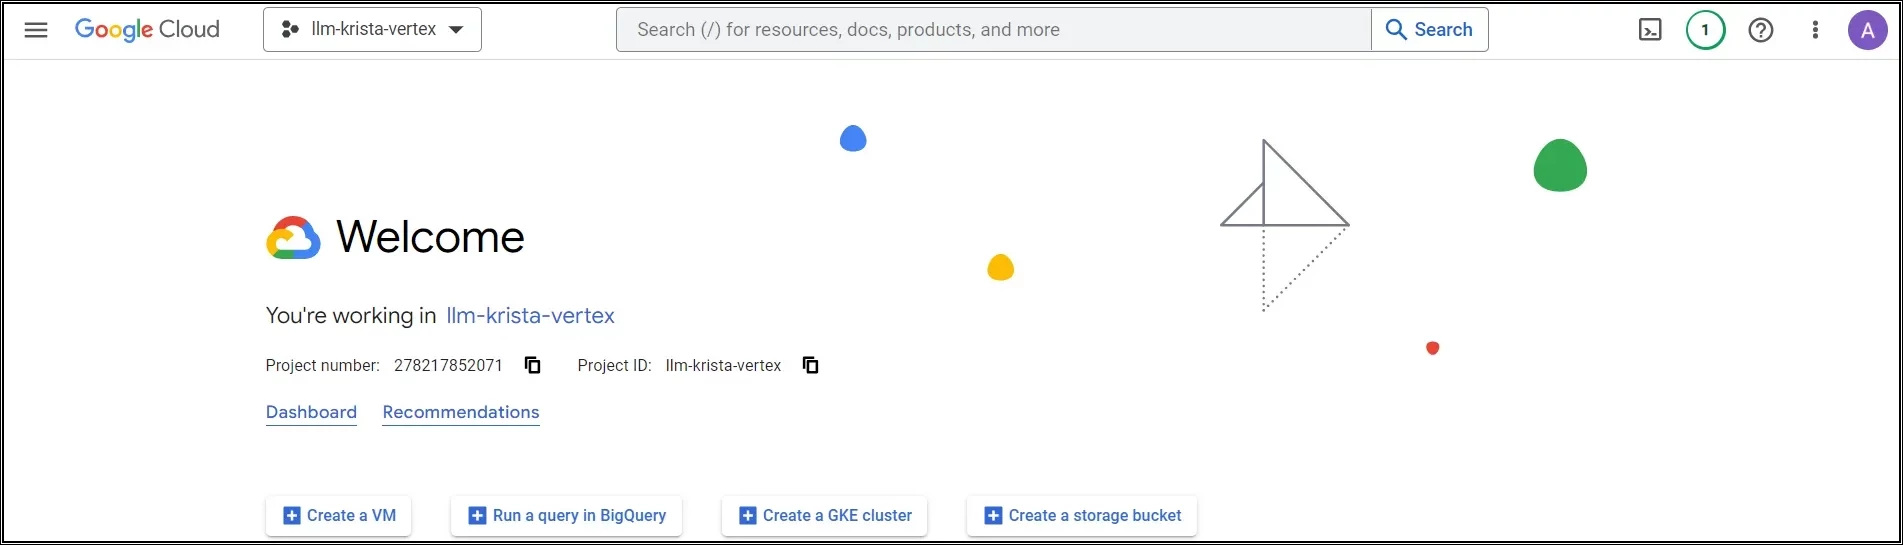 Google Cloud llm-krista-vertex Search (/) for resources, docs, products, and more Search 1 A
Welcome
You're working in llm-krista-vertex
Project number: 278217852071 Project ID: llm-krista-vertex
Dashboard Recommendations
Create a VM Run a query in BigQuery Create a GKE cluster Create a storage bucket